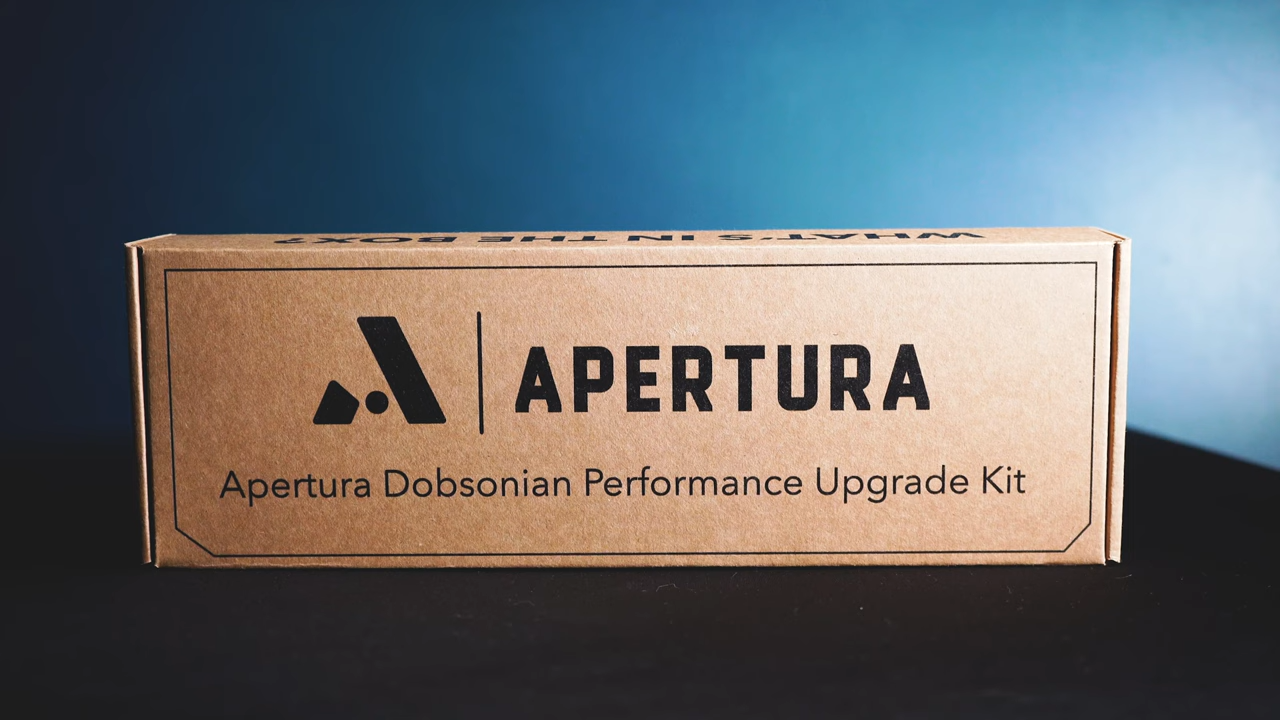 WHAT'S IN THE BOX?
APERTURA
Apertura Dobsonian Performance Upgrade Kit